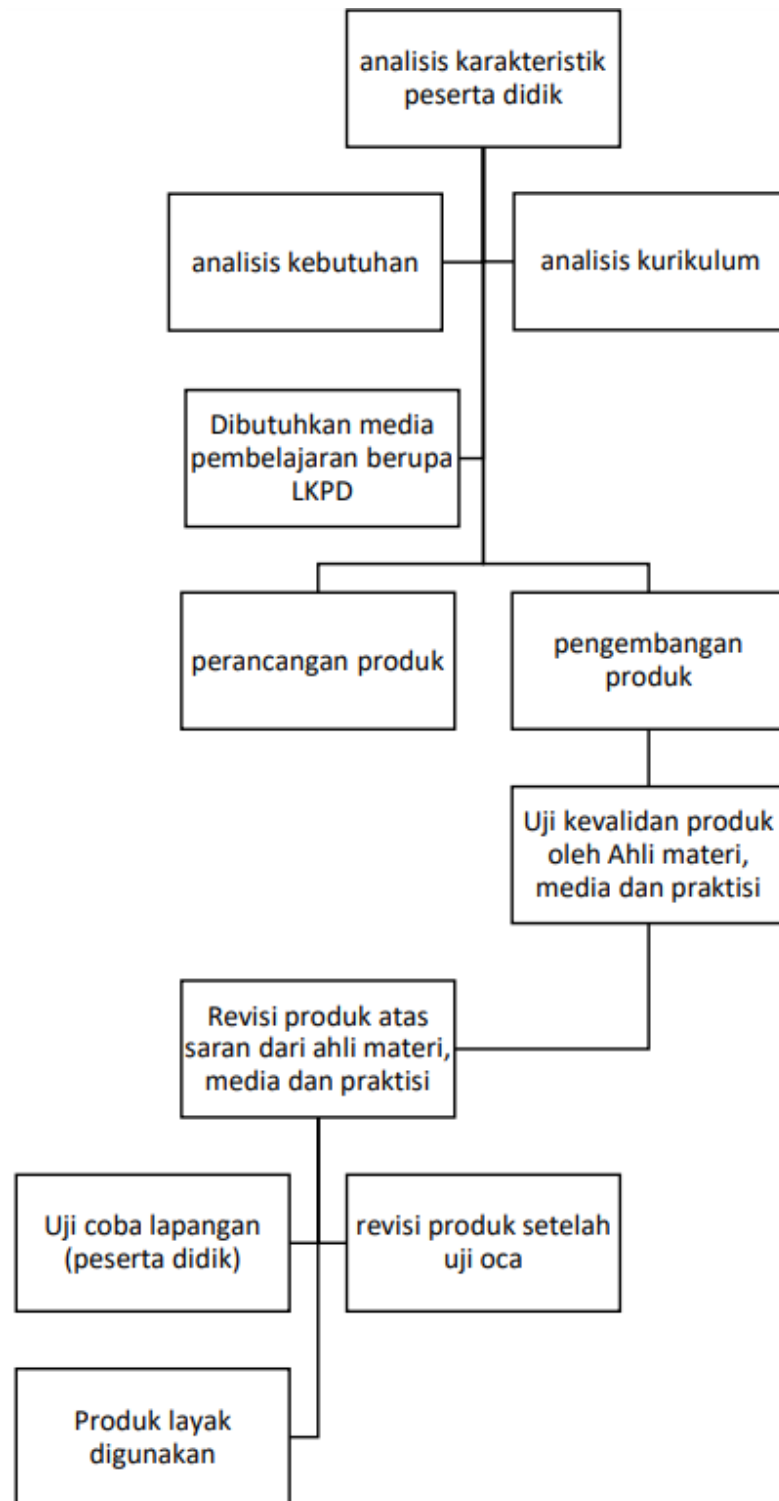 analisis karakteristik
peserta didik
analisis kebutuhan
analisis kurikulum
Dibutuhkan media
pembelajaran berupa
LKPD
perancangan produk
pengembangan
produk
Uji kevalidan produk
oleh Ahli materi,
media dan praktisi
Revisi produk atas
saran dari ahli materi,
media dan praktisi
Uji coba lapangan
(peserta didik)
revisi produk setelah
uji oca
Produk layak
digunakan